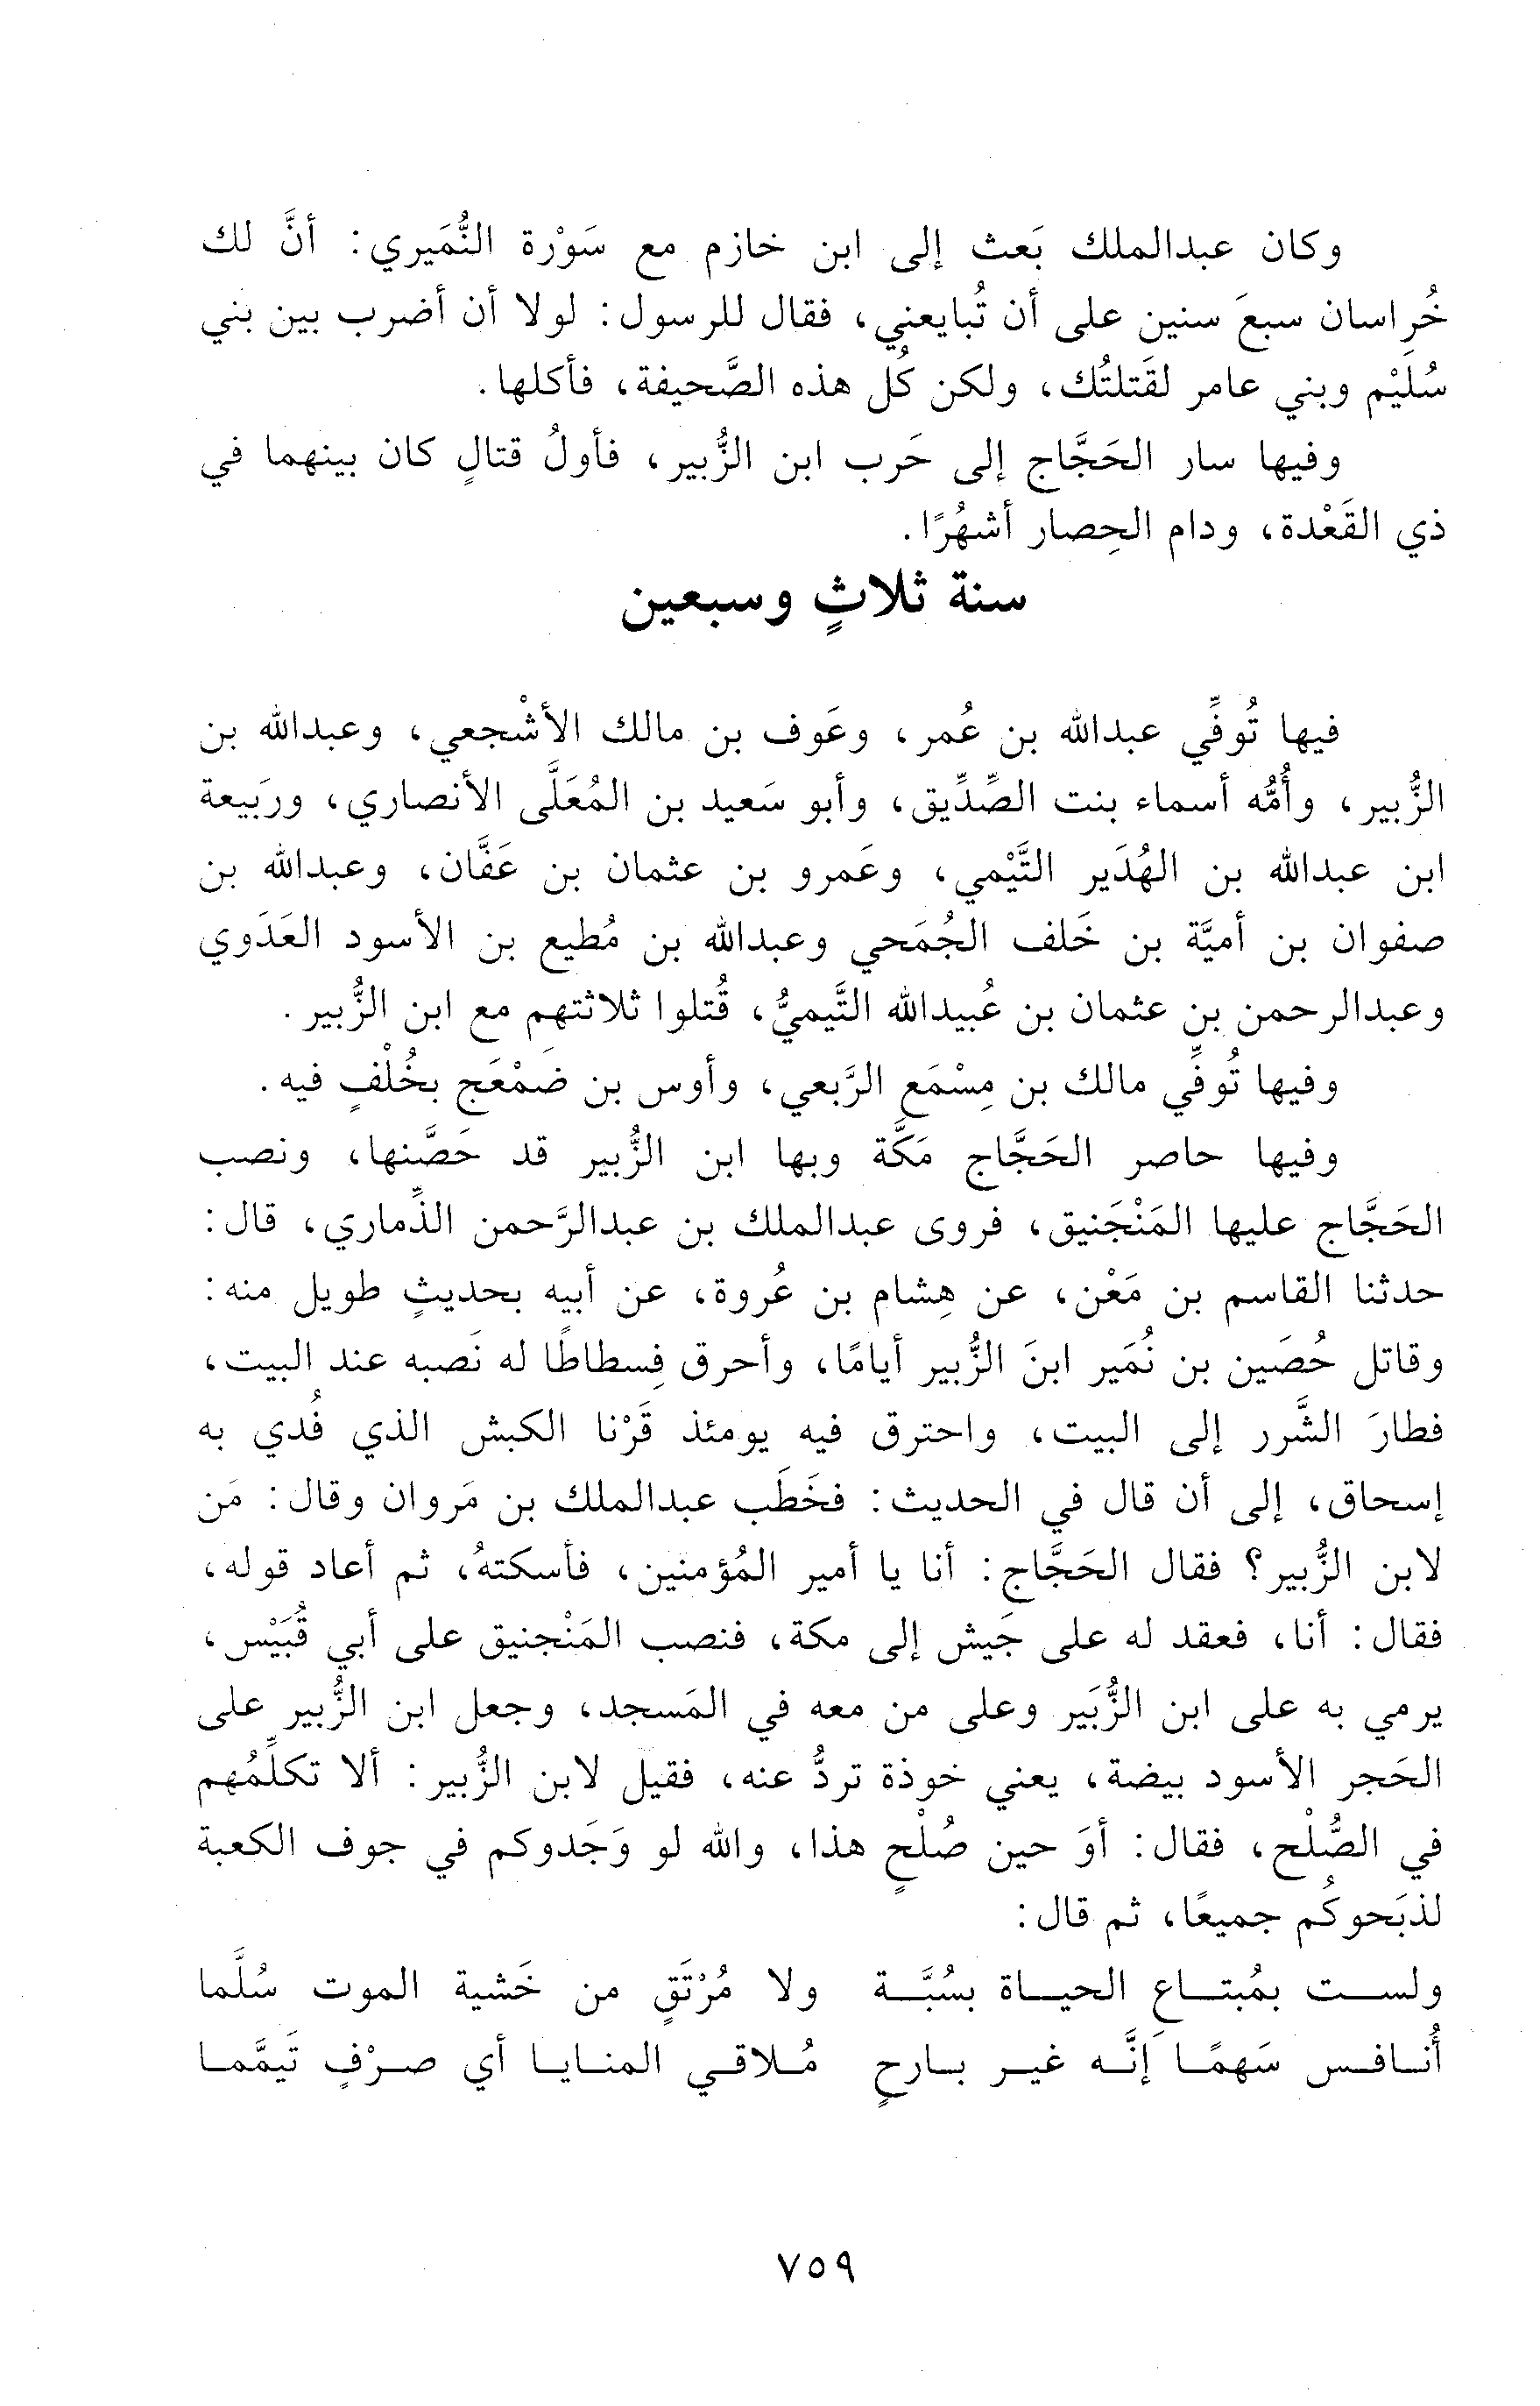 وكان عبدالملك بَعث إلى ابن خازم مع سَوْرة النُّمَيري: أنَّ لك
خُرِاسان سبعَ سنين على أن تُبايعني، فقال للرسول: لولا أن أضرب بين بني
سُلَيْم وبني عامر لقَتلتُك، ولكن كُل هذه الصَّحيفة، فأكلها.
وفيها سار الحَجَّاج إلى حَرب ابن الزُّبير، فأولُ قتالٍ كان بينهما في
ذي القَعْدة، ودام الحِصار أشهُرًا.
سنة ثلاثٍ وسبعين
فيها تُوفِّي عبدالله بن عُمر، وعَوف بن مالك الأشْجعي، وعبدالله بن
الزُّبير، وأُمُّه أسماء بنت الصِّدِّيق، وأبو سَعيد بن المُعَلَّى الأنصاري، ورَبيعة
ابن عبدالله بن الهُدَير التَّيْمي، وعَمرو بن عثمان بن عَفَّان، وعبدالله بن
صفوان بن أميَّة بن خَلف الجُمَحي وعبدالله بن مُطيع بن الأسود العَدَوي
وعبدالرحمن بن عثمان بن عُبيدالله التَّيميُّ، قُتلوا ثلاثتهم مع ابن الزُّبير.
وفيها تُوفِّي مالك بن مِسْمَع الرَّبعي، وأوس بن ضَمْعَج بخُلْفٍ فيه.
وفيها حاصر الحَجَّاج مَكَّة وبها ابن الزُّبير قد حَصَّنها، ونصب
الحَجَّاج عليها المَنْجَنيق، فروى عبدالملك بن عبدالرَّحمن الذِّماري، قال:
حدثنا القاسم بن مَعْن، عن هِشام بن عُروة، عن أبيه بحديثٍ طويل منه:
وقاتل حُصَين بن نُمَير ابنَ الزُّبير أيامًا، وأحرق فِسطاطًا له نَصبه عند البيت،
فطارَ الشَّرر إلى البيت، واحترق فيه يومئذ قَرْنا الكبش الذي فُدي به
إسحاق، إلى أن قال في الحديث: فخَطَب عبدالملك بن مَروان وقال: مَن
لابن الزُّبير؟ فقال الحَجَّاج: أنا يا أمير المُؤمنين، فأسكتهُ، ثم أعاد قوله،
فقال: أنا، فعقد له على جَيش إلى مكة، فنصب المَنْجنيق على أبي قُبَيْس،
يرمي به على ابن الزُّبَير وعلى من معه في المَسجد، وجعل ابن الزُّبير على
الحَجر الأسود بيضة، يعني خوذة تردُّ عنه، فقيل لابن الزُّبير: ألا تكلِّمُهم
في الصُّلْح، فقال: أوَ حين صُلْحٍ هذا، والله لو وَجَدوكم في جوف الكعبة
لذبَحوكُم جميعًا، ثم قال:
ولست بمُبتاعِ الحياة بسُبَّة ولا مُرْتَقٍ من خَشية الموت سُلَّما
أُنافس سَهمًا إنَّه غير بارحٍ مُلاقي المنايا أي صرْفٍ تَيمَّما
٧٥٩